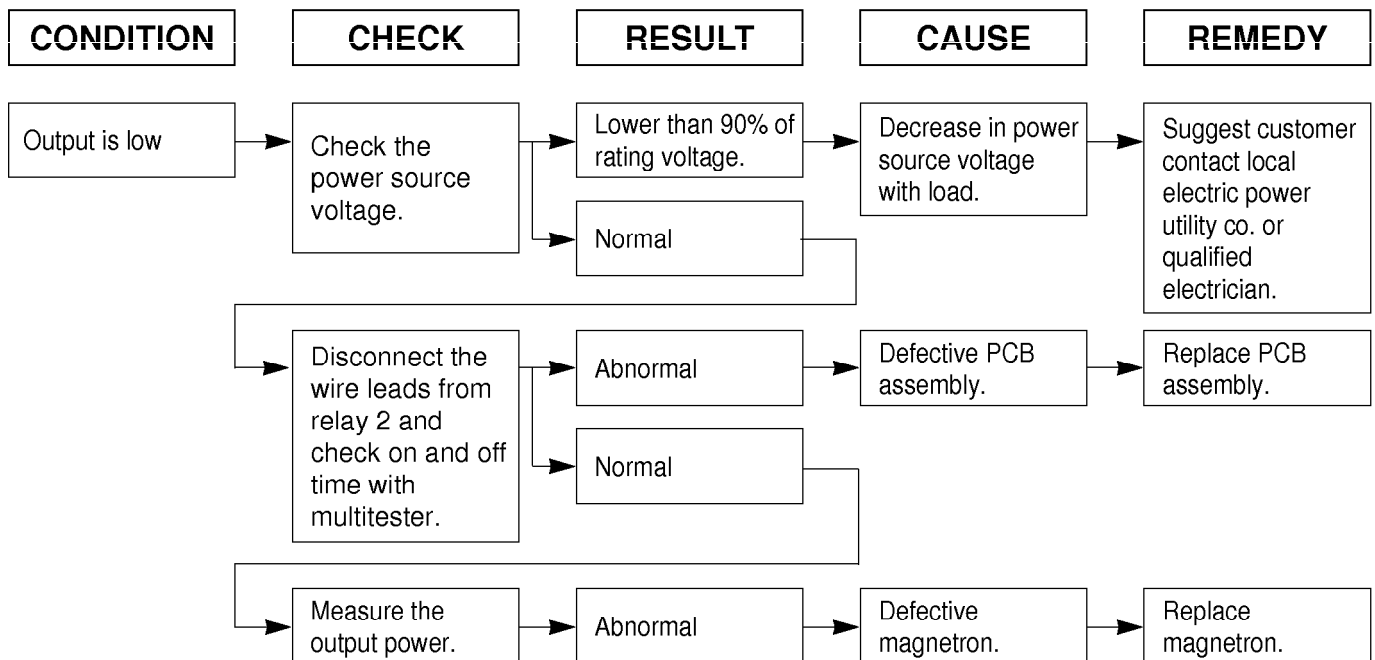 CONDITION
CHECK
RESULT
CAUSE
REMEDY
Output is low
Check the
power source
voltage.
Lower than 90% of
rating voltage.
Decrease in power
source voltage
with load.
Suggest customer
contact local
electric power
utility co. or
qualified
electrician.
Normal
Disconnect the
wire leads from
relay 2 and
check on and off
time with
multitester.
Abnormal
Defective PCB
assembly.
Replace PCB
assembly.
Normal
Measure the
output power.
Abnormal
Defective
magnetron.
Replace
magnetron.